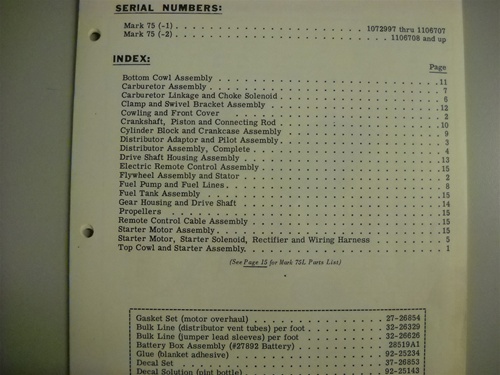 SERIAL NUMBERS:
Mark 75 (-1) . . . . . . . . . . . . . . . . . . . . 1072997 thru 1106707
Mark 75 (-2) . . . . . . . . . . . . . . . . . . . . 1106708 and up
INDEX:
Page
Bottom Cowl Assembly . . . . . . . . . . . . . . . . . . . . 11
Carburetor Assembly . . . . . . . . . . . . . . . . . . . . 7
Carburetor Linkage and Choke Solenoid . . . . . . . . . . . . . . 6
Clamp and Swivel Bracket Assembly . . . . . . . . . . . . . . . 12
Cowling and Front Cover . . . . . . . . . . . . . . . . . . 2
Crankshaft, Piston and Connecting Rod . . . . . . . . . . . . . . 10
Cylinder Block and Crankcase Assembly . . . . . . . . . . . . . . 9
Distributor Adaptor and Pilot Assembly . . . . . . . . . . . . . . 3
Distributor Assembly, Complete . . . . . . . . . . . . . . . . 4
Drive Shaft Housing Assembly . . . . . . . . . . . . . . . . . 13
Electric Remote Control Assembly . . . . . . . . . . . . . . . . 15
Flywheel Assembly and Stator . . . . . . . . . . . . . . . . . 2
Fuel Pump and Fuel Lines . . . . . . . . . . . . . . . . . . 8
Fuel Tank Assembly . . . . . . . . . . . . . . . . . . . . 15
Gear Housing and Drive Shaft . . . . . . . . . . . . . . . . . 14
Propellers . . . . . . . . . . . . . . . . . . . . . . . 15
Remote Control Cable Assembly . . . . . . . . . . . . . . . . 15
Starter Motor Assembly . . . . . . . . . . . . . . . . . . . 15
Starter Motor, Starter Solenoid, Rectifier and Wiring Harness . . . . . . . 5
Top Cowl and Starter Assembly . . . . . . . . . . . . . . . . . 1
(See Page 15 for Mark 75L Parts List)
Gasket Set (motor overhaul) . . . . . . . . . . . . 27-26854
Bulk Line (distributor vent tubes) per foot . . . . . . . . 32-26329
Bulk Line (jumper lead sleeves) per foot . . . . . . . . . 32-26626
Battery Box Assembly (#27892 Battery) . . . . . . . . . . 28519A1
Glue (blanket adhesive) . . . . . . . . . . . . . . 92-25234
Decal Set . . . . . . . . . . . . . . . . . . . 37-26853
Decal Solution (pint bottle) . . . . . . . . . . . . . 92-25143